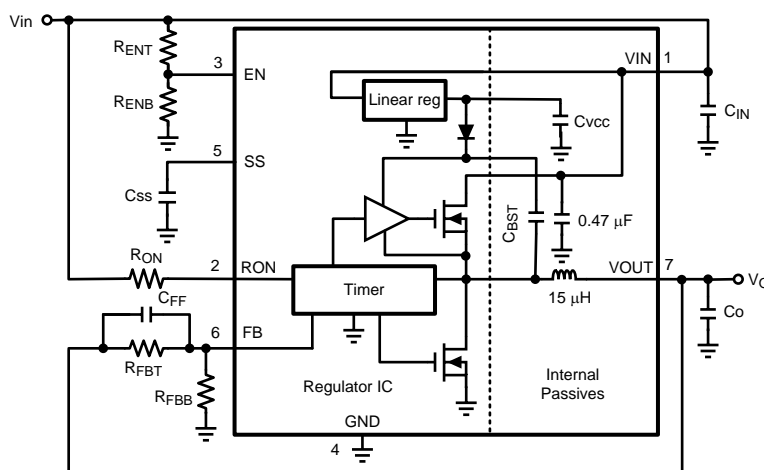 Vin
VIN 1
RENT
3 EN
Linear reg
RENB
CIN
Cvcc
5 SS
Css
CBST
0.47 μF
RON
2 RON
VOUT 7
Timer
15 μH
CFF
Co
6 FB
RFBT
RFBB
Regulator IC
Internal
Passives
GND
4